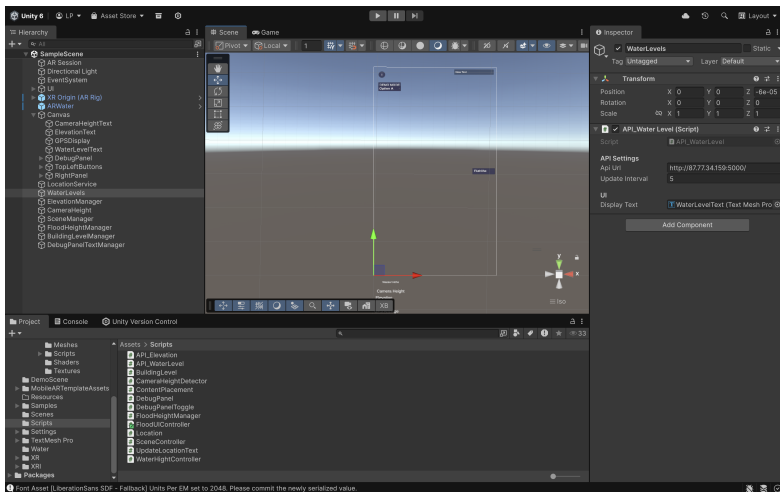 Unity 6 LP Asset Store Layout
Hierarchy
All
SampleScene
AR Session
Directional Light
EventSystem
UI
XR Origin (AR Rig)
ARWater
Canvas
CameraHeightText
ElevationText
GPSDisplay
WaterLevelText
DebugPanel
TopLeftButtons
RightPanel
LocationService
WaterLevels
ElevationManager
CameraHeight
SceneManager
FloodHeightManager
BuildingLevelManager
DebugPanelTextManager
Scene Game
Pivot Local 1
y
x
Iso
Camera Height
Inspector
WaterLevels Static
Tag Untagged Layer Default
Transform
Position X 0 Y 0 Z -6e-05
Rotation X 0 Y 0 Z 0
Scale X 1 Y 1 Z 1
API_Water Level (Script)
Script API_WaterLevel
API Settings
Api Url http://87.77.34.159:5000/
Update Interval 5
UI
Display Text WaterLevelText (Text Mesh Pro
Add Component
Project Console Unity Version Control
33
Meshes
Scripts
Shaders
Textures
DemoScene
MobileARTemplateAssets
Resources
Samples
Scenes
Scripts
Settings
TextMesh Pro
Water
XR
XRI
Packages
Assets > Scripts
API_Elevation
API_WaterLevel
BuildingLevel
CameraHeightDetector
ContentPlacement
DebugPanel
DebugPanelToggle
FloodHeightManager
FloodUIController
Location
SceneController
UpdateLocationText
WaterHightController
Font Asset [LiberationSans SDF - Fallback] Units Per EM set to 2048. Please commit the newly serialized value.